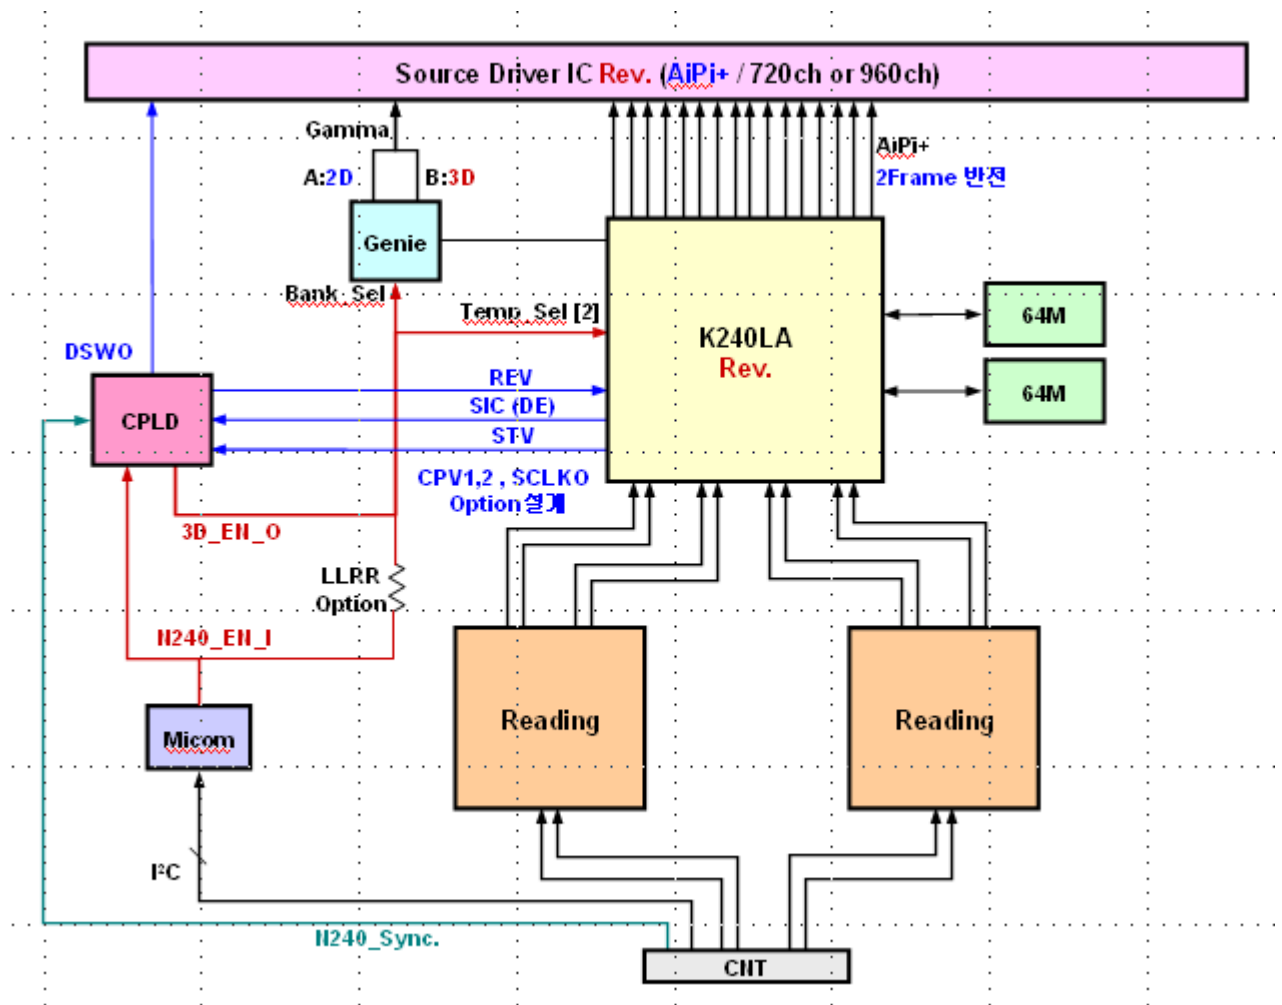 Source Driver IC Rev. (AiPi+ / 720ch or 960ch)
Gamma
A:2D
B:3D
AiPi+
2Frame 반전
Genie
Bank_Sel
Temp_Sel [2]
K240LA
Rev.
64M
64M
DSWO
CPLD
REV
SIC (DE)
STV
CPV1,2 , SCLKO
Option설계
3D_EN_O
LLRR
Option
N240_EN_I
Micom
Reading
Reading
I²C
N240_Sync.
CNT